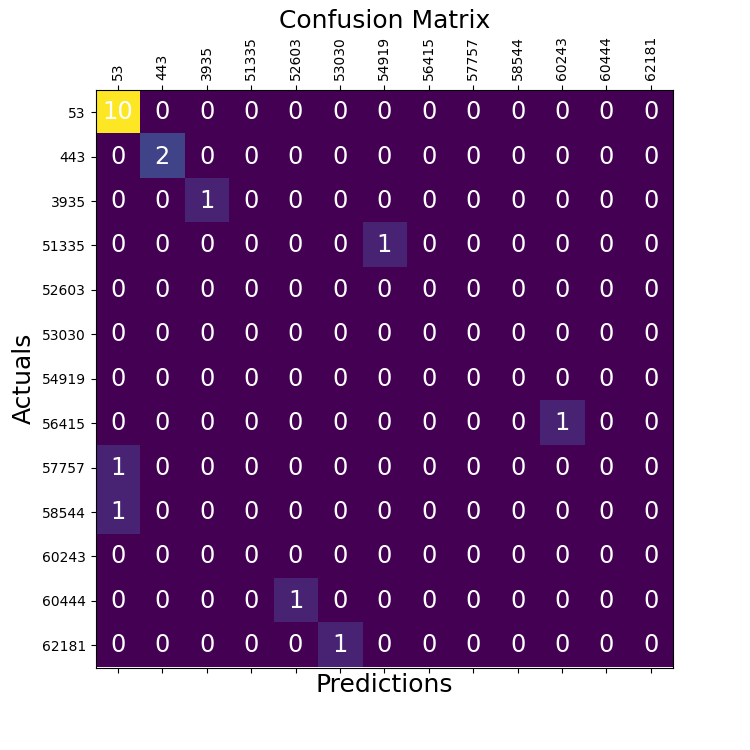 Confusion Matrix
53 443 3935 51335 52603 53030 54919 56415 57757 58544 60243 60444 62181
53 10 0 0 0 0 0 0 0 0 0 0 0 0
443 0 2 0 0 0 0 0 0 0 0 0 0 0
3935 0 0 1 0 0 0 0 0 0 0 0 0 0
51335 0 0 0 0 0 0 1 0 0 0 0 0 0
52603 0 0 0 0 0 0 0 0 0 0 0 0 0
53030 0 0 0 0 0 0 0 0 0 0 0 0 0
54919 0 0 0 0 0 0 0 0 0 0 0 0 0
56415 0 0 0 0 0 0 0 0 0 0 1 0 0
57757 1 0 0 0 0 0 0 0 0 0 0 0 0
58544 1 0 0 0 0 0 0 0 0 0 0 0 0
60243 0 0 0 0 0 0 0 0 0 0 0 0 0
60444 0 0 0 0 1 0 0 0 0 0 0 0 0
62181 0 0 0 0 0 1 0 0 0 0 0 0 0
Actuals
Predictions